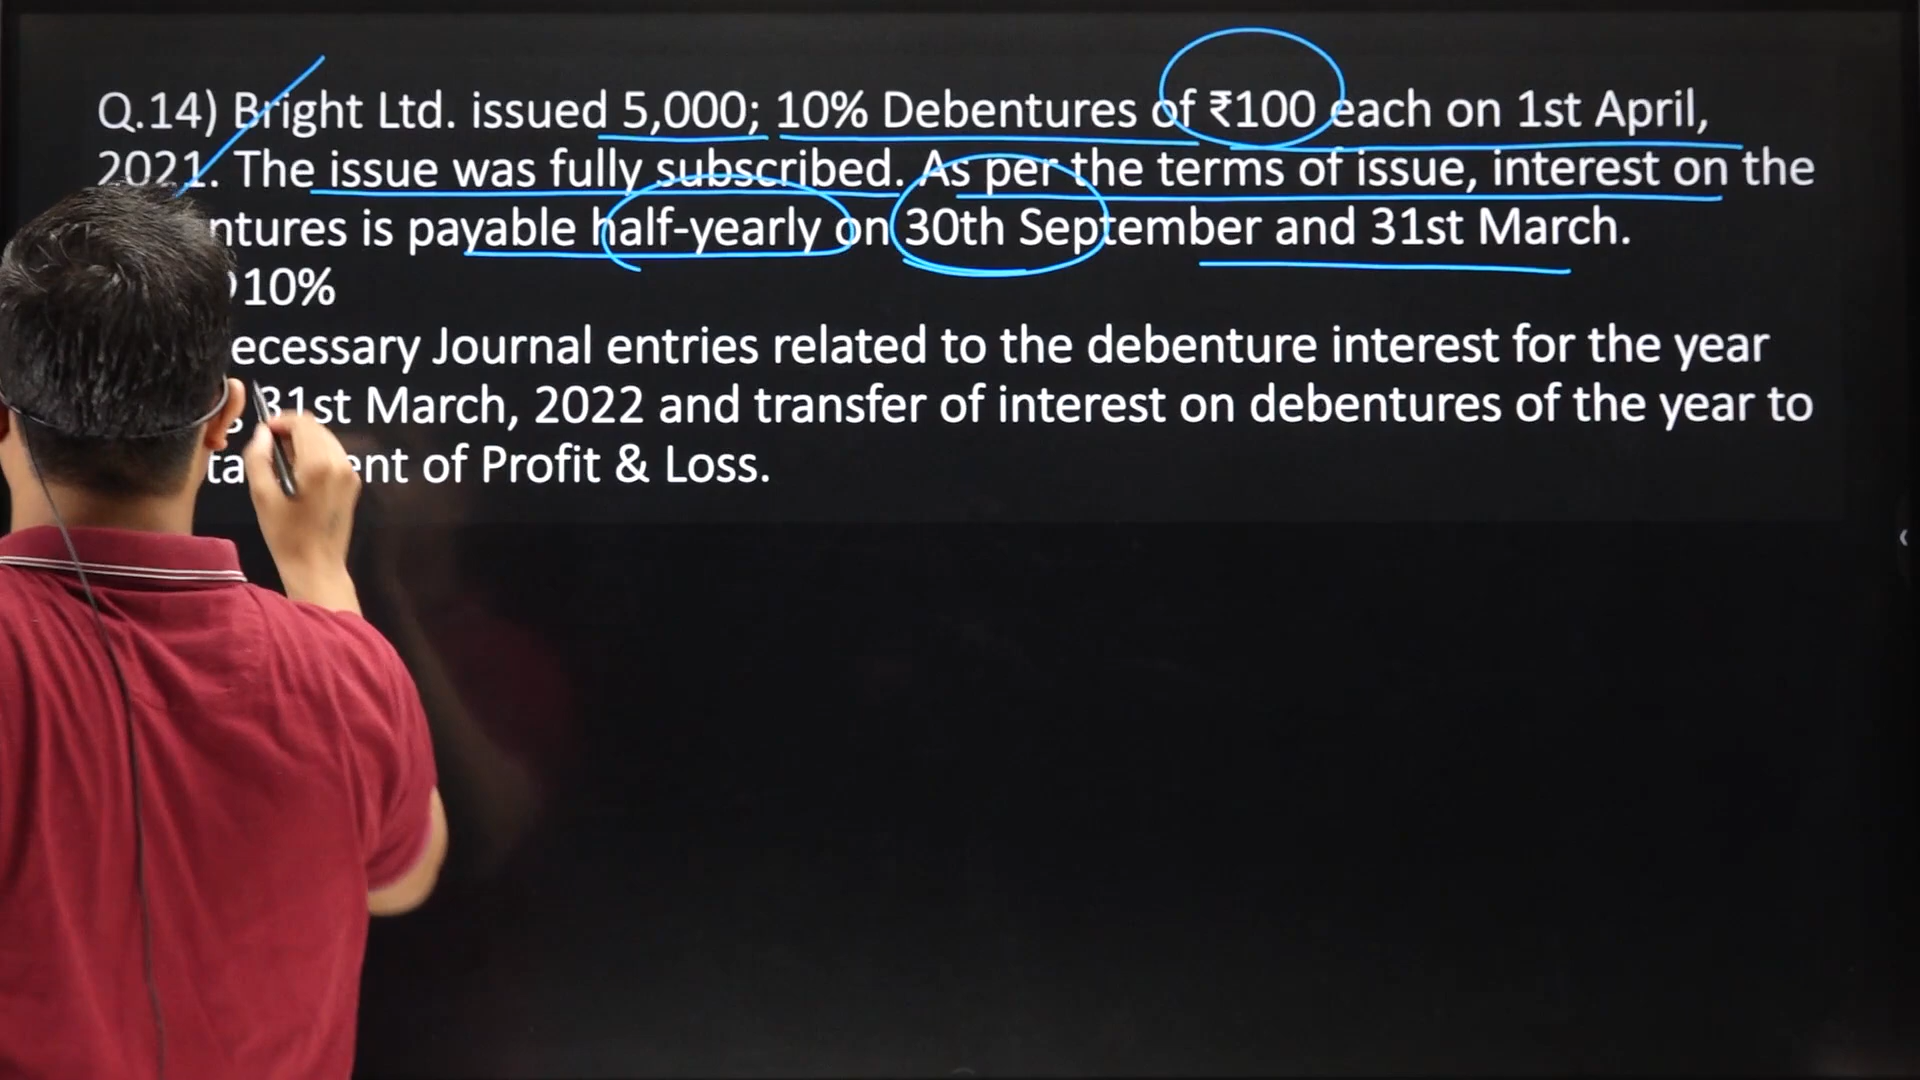 Q.14) Bright Ltd. issued 5,000; 10% Debentures of ₹100 each on 1st April,
2021. The issue was fully subscribed. As per the terms of issue, interest on the
ntures is payable half-yearly on 30th September and 31st March.
10%
ecessary Journal entries related to the debenture interest for the year
31st March, 2022 and transfer of interest on debentures of the year to
of Profit & Loss.